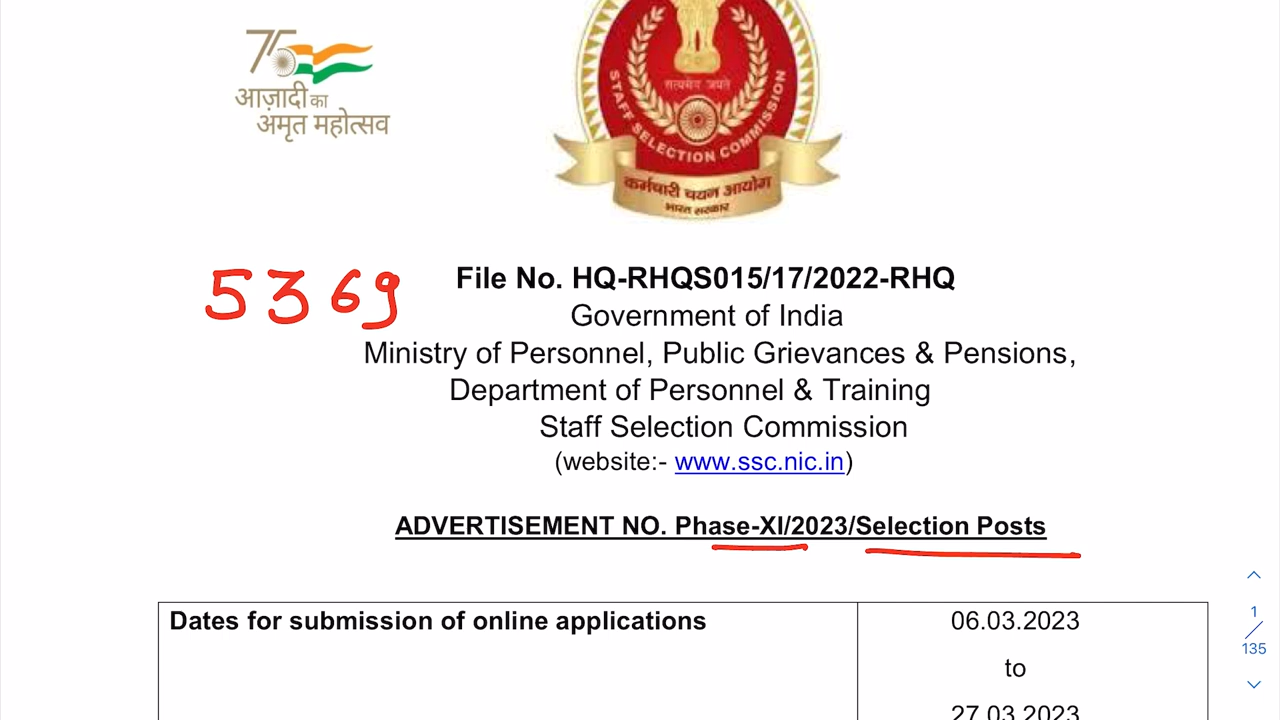 75
आज़ादी का
अमृत महोत्सव
सत्यमेव जयते
STAFF SELECTION COMMISSION
कर्मचारी चयन आयोग
भारत सरकार
5369
File No. HQ-RHQS015/17/2022-RHQ
Government of India
Ministry of Personnel, Public Grievances & Pensions,
Department of Personnel & Training
Staff Selection Commission
(website:- www.ssc.nic.in)
ADVERTISEMENT NO. Phase-XI/2023/Selection Posts
Dates for submission of online applications
06.03.2023
to
27.03.2023
1
/
135